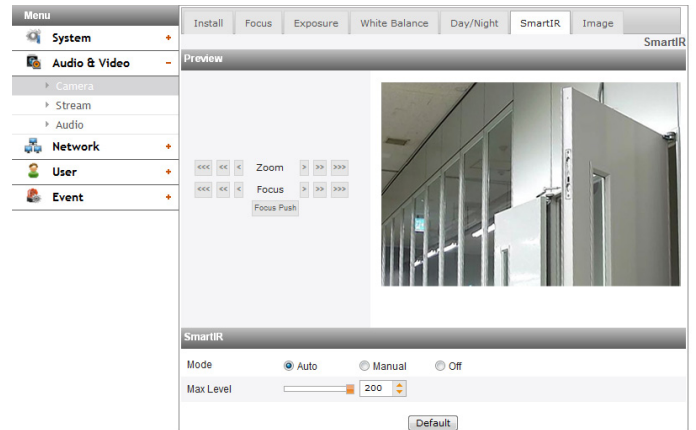 Menu
System +
Audio & Video -
Camera
Stream
Audio
Network +
User +
Event +
Install Focus Exposure White Balance Day/Night SmartIR Image
SmartIR
Preview
<<< << < Zoom > >> >>>
<<< << < Focus > >> >>>
Focus Push
SmartIR
Mode Auto Manual Off
Max Level 200
Default